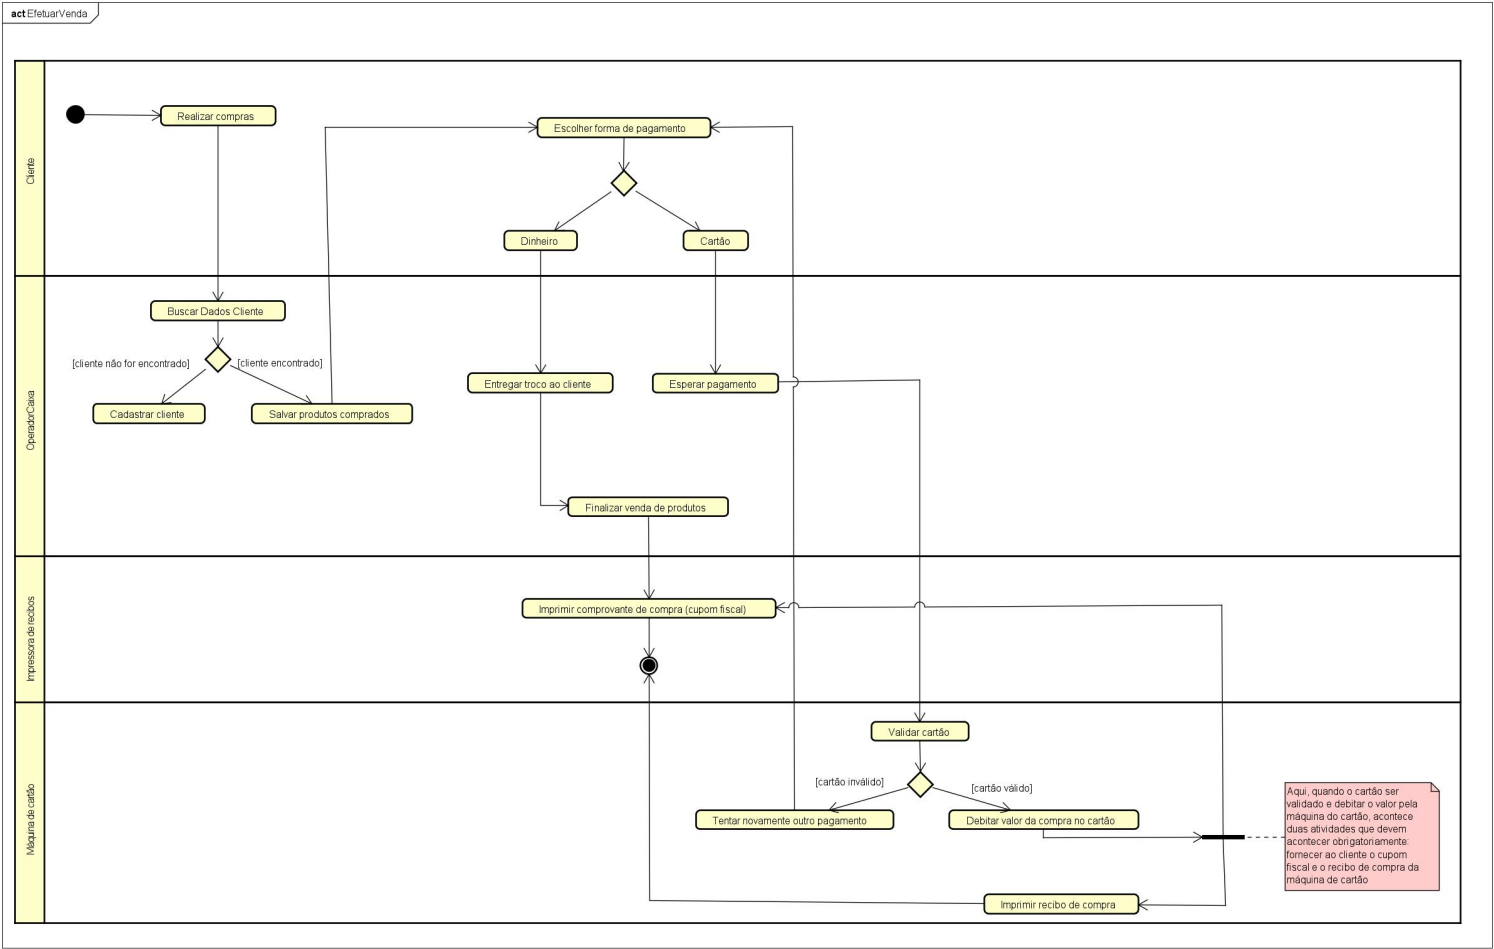 act EfetuarVenda
Cliente
Realizar compras
Escolher forma de pagamento
Dinheiro
Cartão
OperadorCaixa
Buscar Dados Cliente
[cliente não for encontrado]
[cliente encontrado]
Cadastrar cliente
Salvar produtos comprados
Entregar troco ao cliente
Esperar pagamento
Finalizar venda de produtos
Impressora de recibos
Imprimir comprovante de compra (cupom fiscal)
Máquina de cartão
Validar cartão
[cartão inválido]
[cartão válido]
Tentar novamente outro pagamento
Debitar valor da compra no cartão
Aqui, quando o cartão ser
validado e debitar o valor pela
máquina do cartão, acontece
duas atividades que devem
acontecer obrigatoriamente:
fornecer ao cliente o cupom
fiscal e o recibo de compra da
máquina de cartão
Imprimir recibo de compra